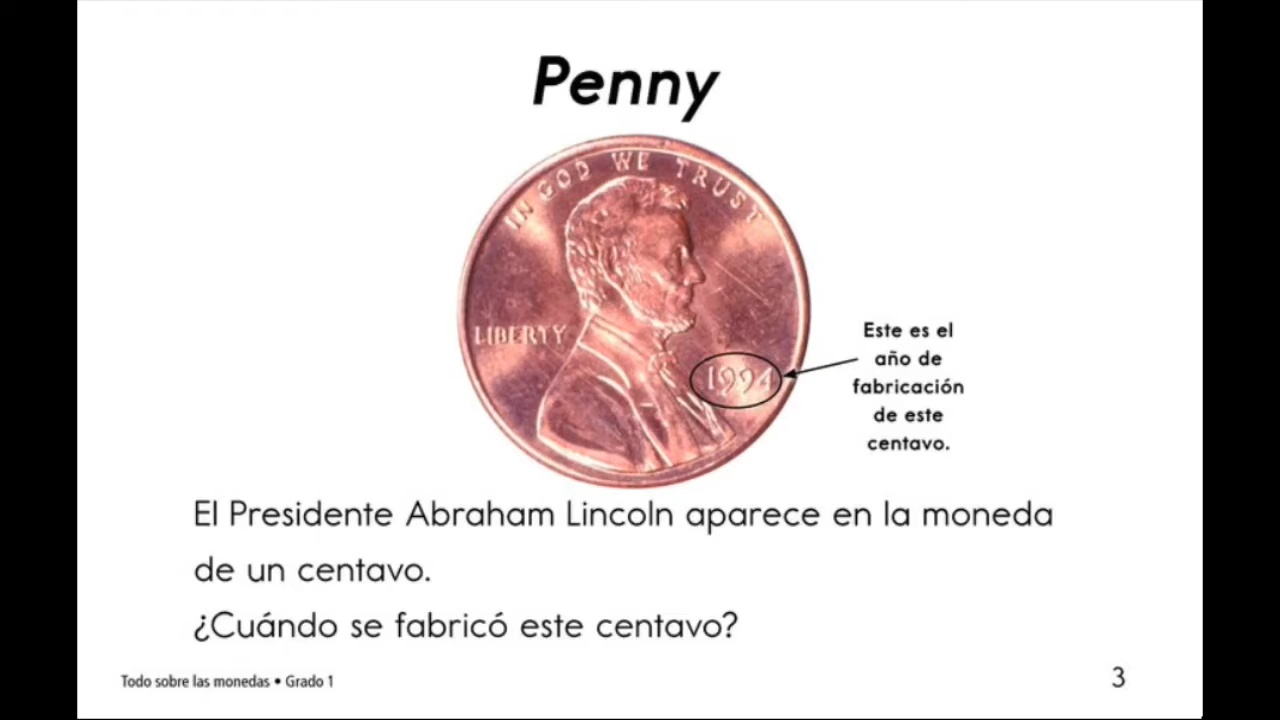 Penny
IN GOD WE TRUST
LIBERTY
1994
Este es el
año de
fabricación
de este
centavo.
El Presidente Abraham Lincoln aparece en la moneda
de un centavo.
¿Cuándo se fabricó este centavo?
Todo sobre las monedas • Grado 1
3